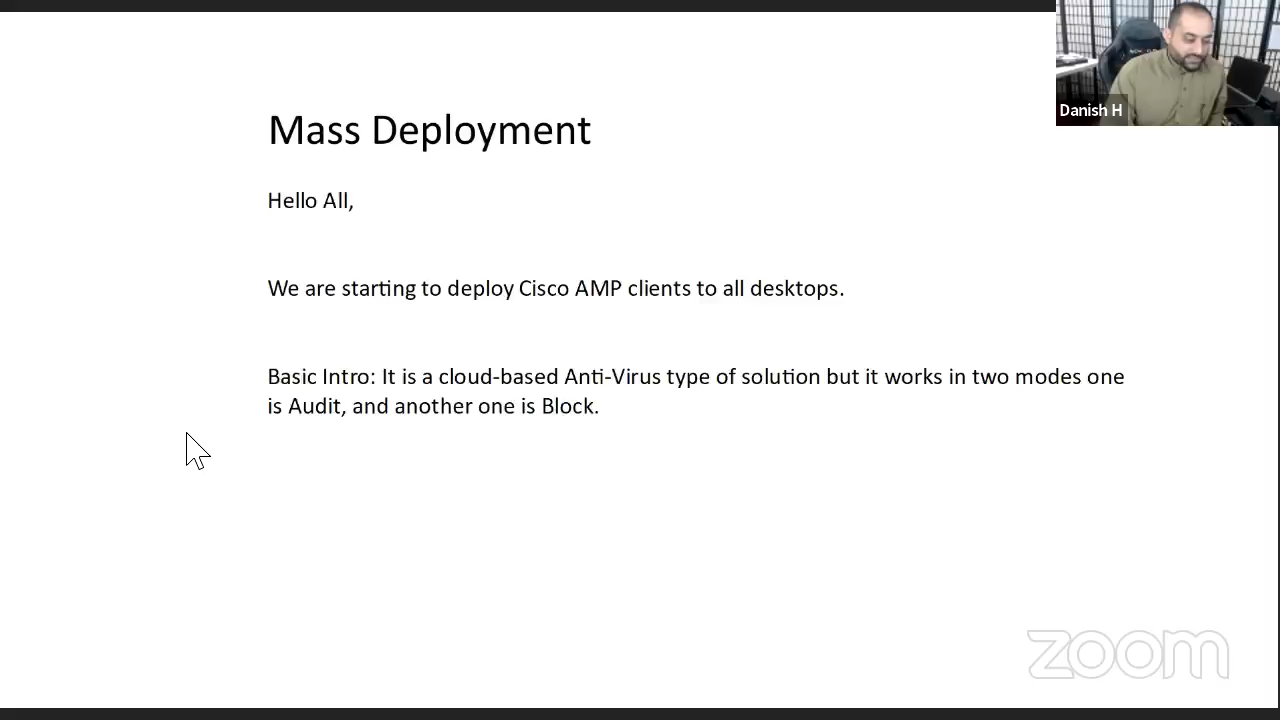 Mass Deployment
Hello All,
We are starting to deploy Cisco AMP clients to all desktops.
Basic Intro: It is a cloud-based Anti-Virus type of solution but it works in two modes one
is Audit, and another one is Block.
Danish H
zoom